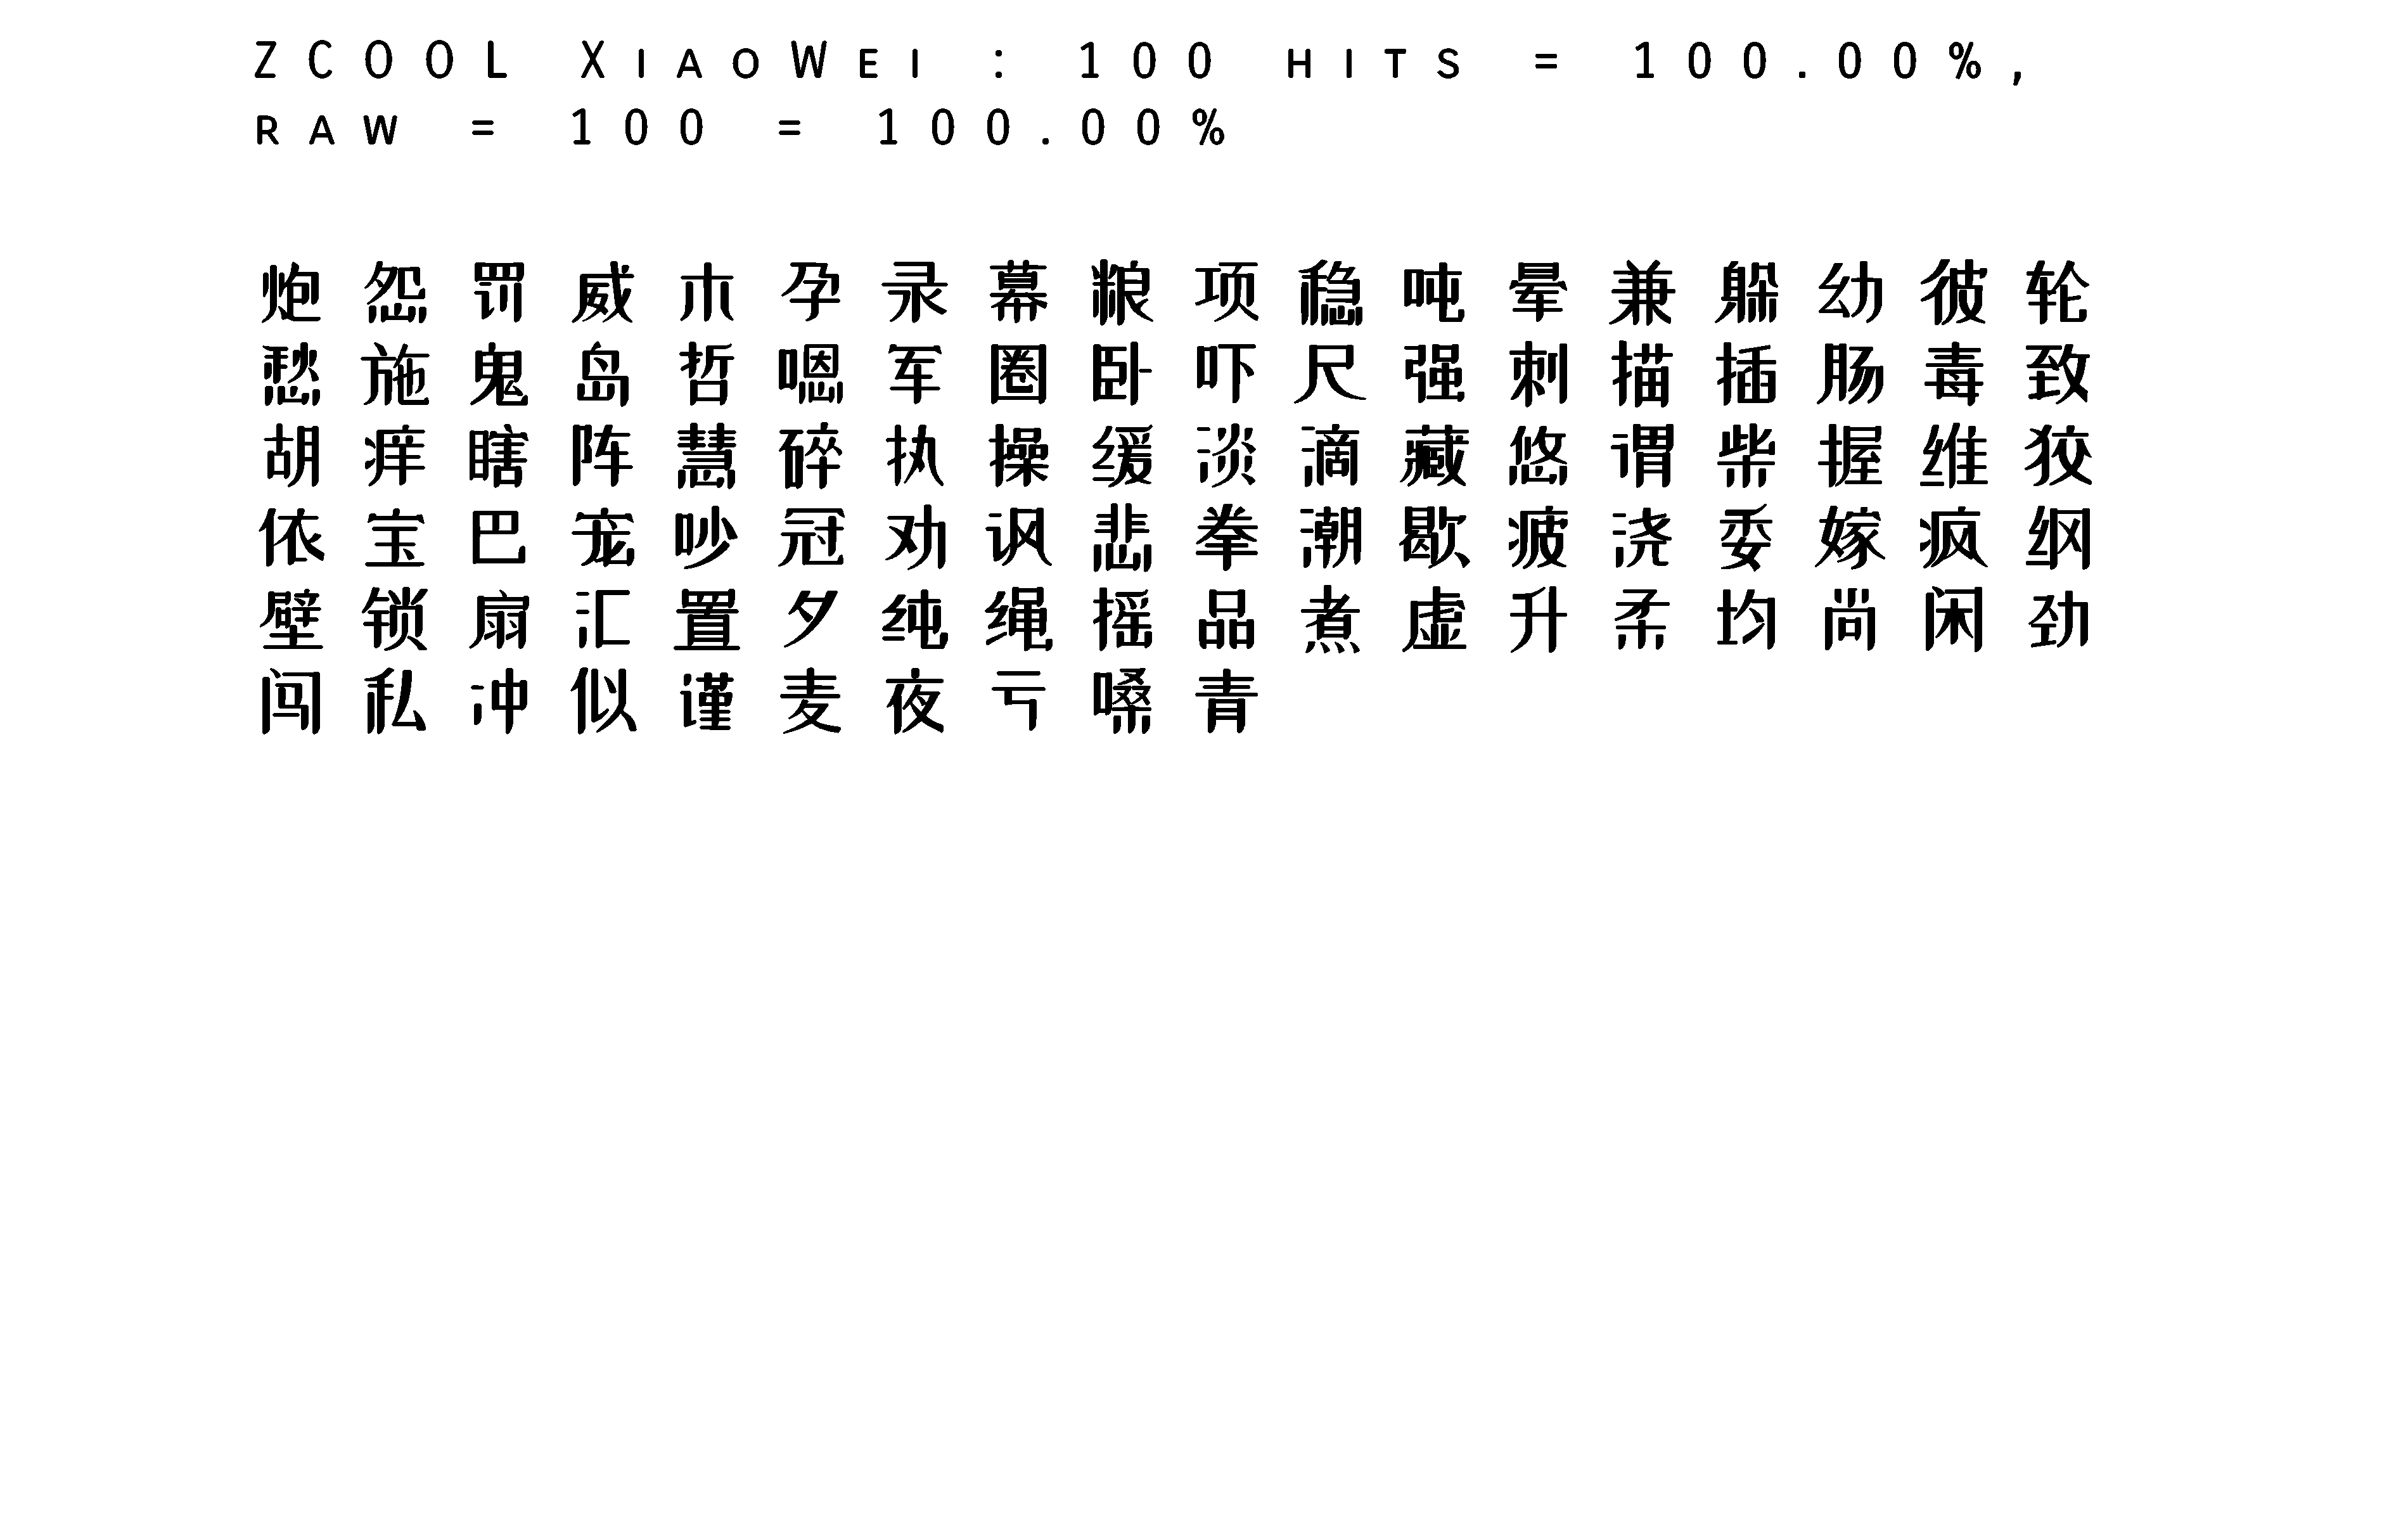 ZCOOL XiaoWei : 100 hits = 100.00%,
raw = 100 = 100.00%
炮怨罚威木孕录幕粮项稳吨晕兼躲幼彼轮
愁施鬼岛哲嗯军圈卧吓尺强刺描插肠毒致
胡痒瞎阵慧碎执操缓淡滴藏悠谓柴握维狡
依宝巴宠吵冠劝讽悲拳潮歇疲浇委嫁疯纲
壁锁扇汇置夕纯绳摇品煮虚升柔均尚闲劲
闯私冲似谨麦夜亏嗓青